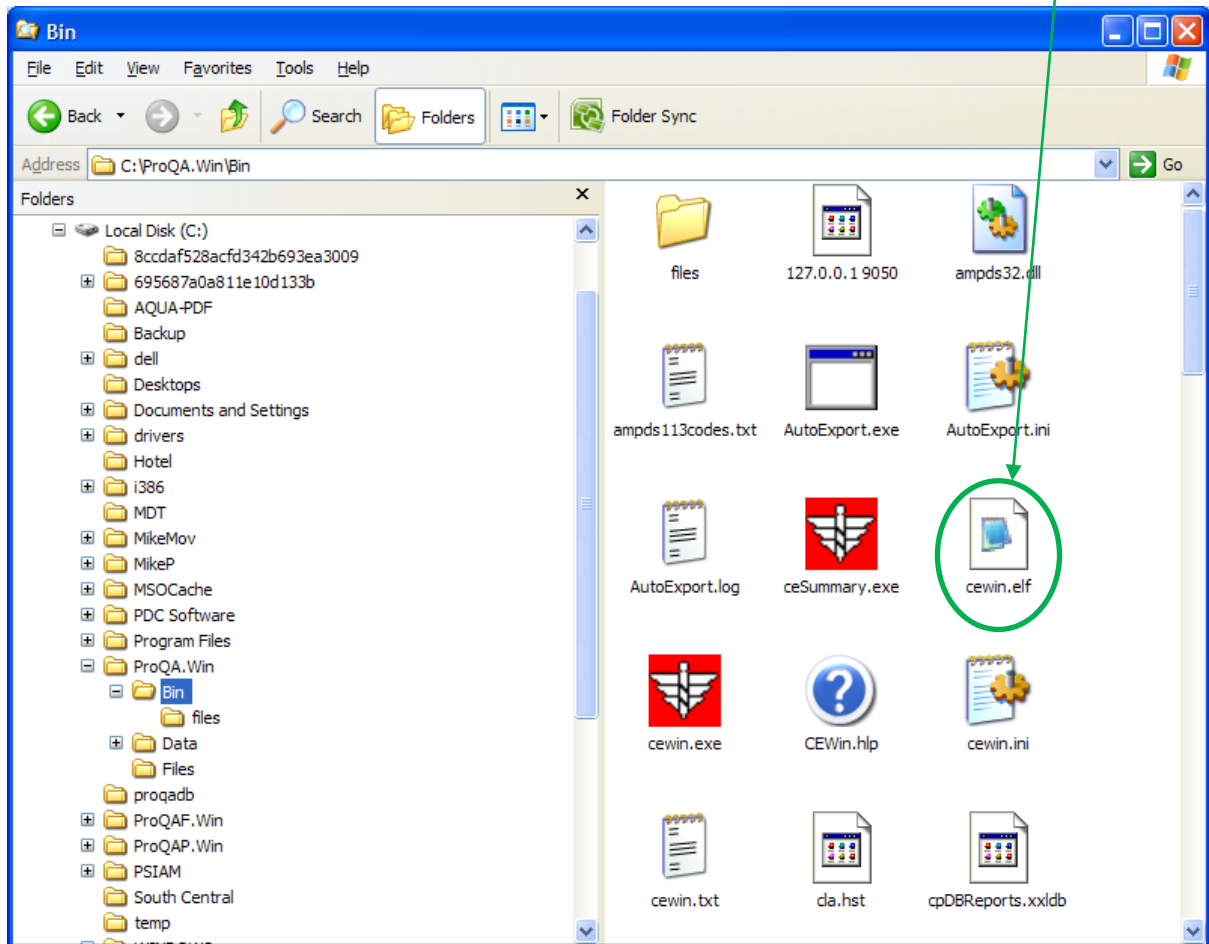 Bin
File Edit View Favorites Tools Help
Back Search Folders Folder Sync
Address C:\ProQA.Win\Bin Go
Folders
Local Disk (C:)
8ccdaf528acfd342b693ea3009
695687a0a811e10d133b
AQUA-PDF
Backup
dell
Desktops
Documents and Settings
drivers
Hotel
i386
MDT
MikeMov
MikeP
MSOCache
PDC Software
Program Files
ProQA.Win
Bin
files
Data
Files
proqadb
ProQAF.Win
ProQAP.Win
PSIAM
South Central
temp
files 127.0.0.1 9050 ampds32.dll
ampds113codes.txt AutoExport.exe AutoExport.ini
AutoExport.log ceSummary.exe cewin.elf
cewin.exe CEWin.hlp cewin.ini
cewin.txt cla.hst cpDBReports.xxldb